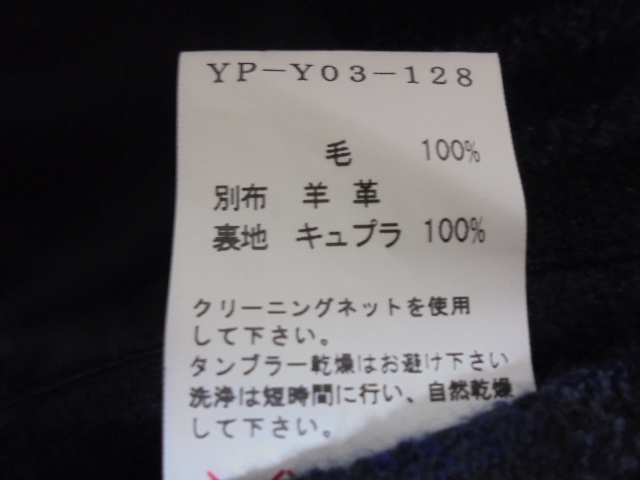 YP-Y03-128
毛 100%
別布 羊革
裏地 キュプラ 100%
クリーニングネットを使用
して下さい。
タンブラー乾燥はお避け下さい
洗浄は短時間に行い、自然乾燥
して下さい。